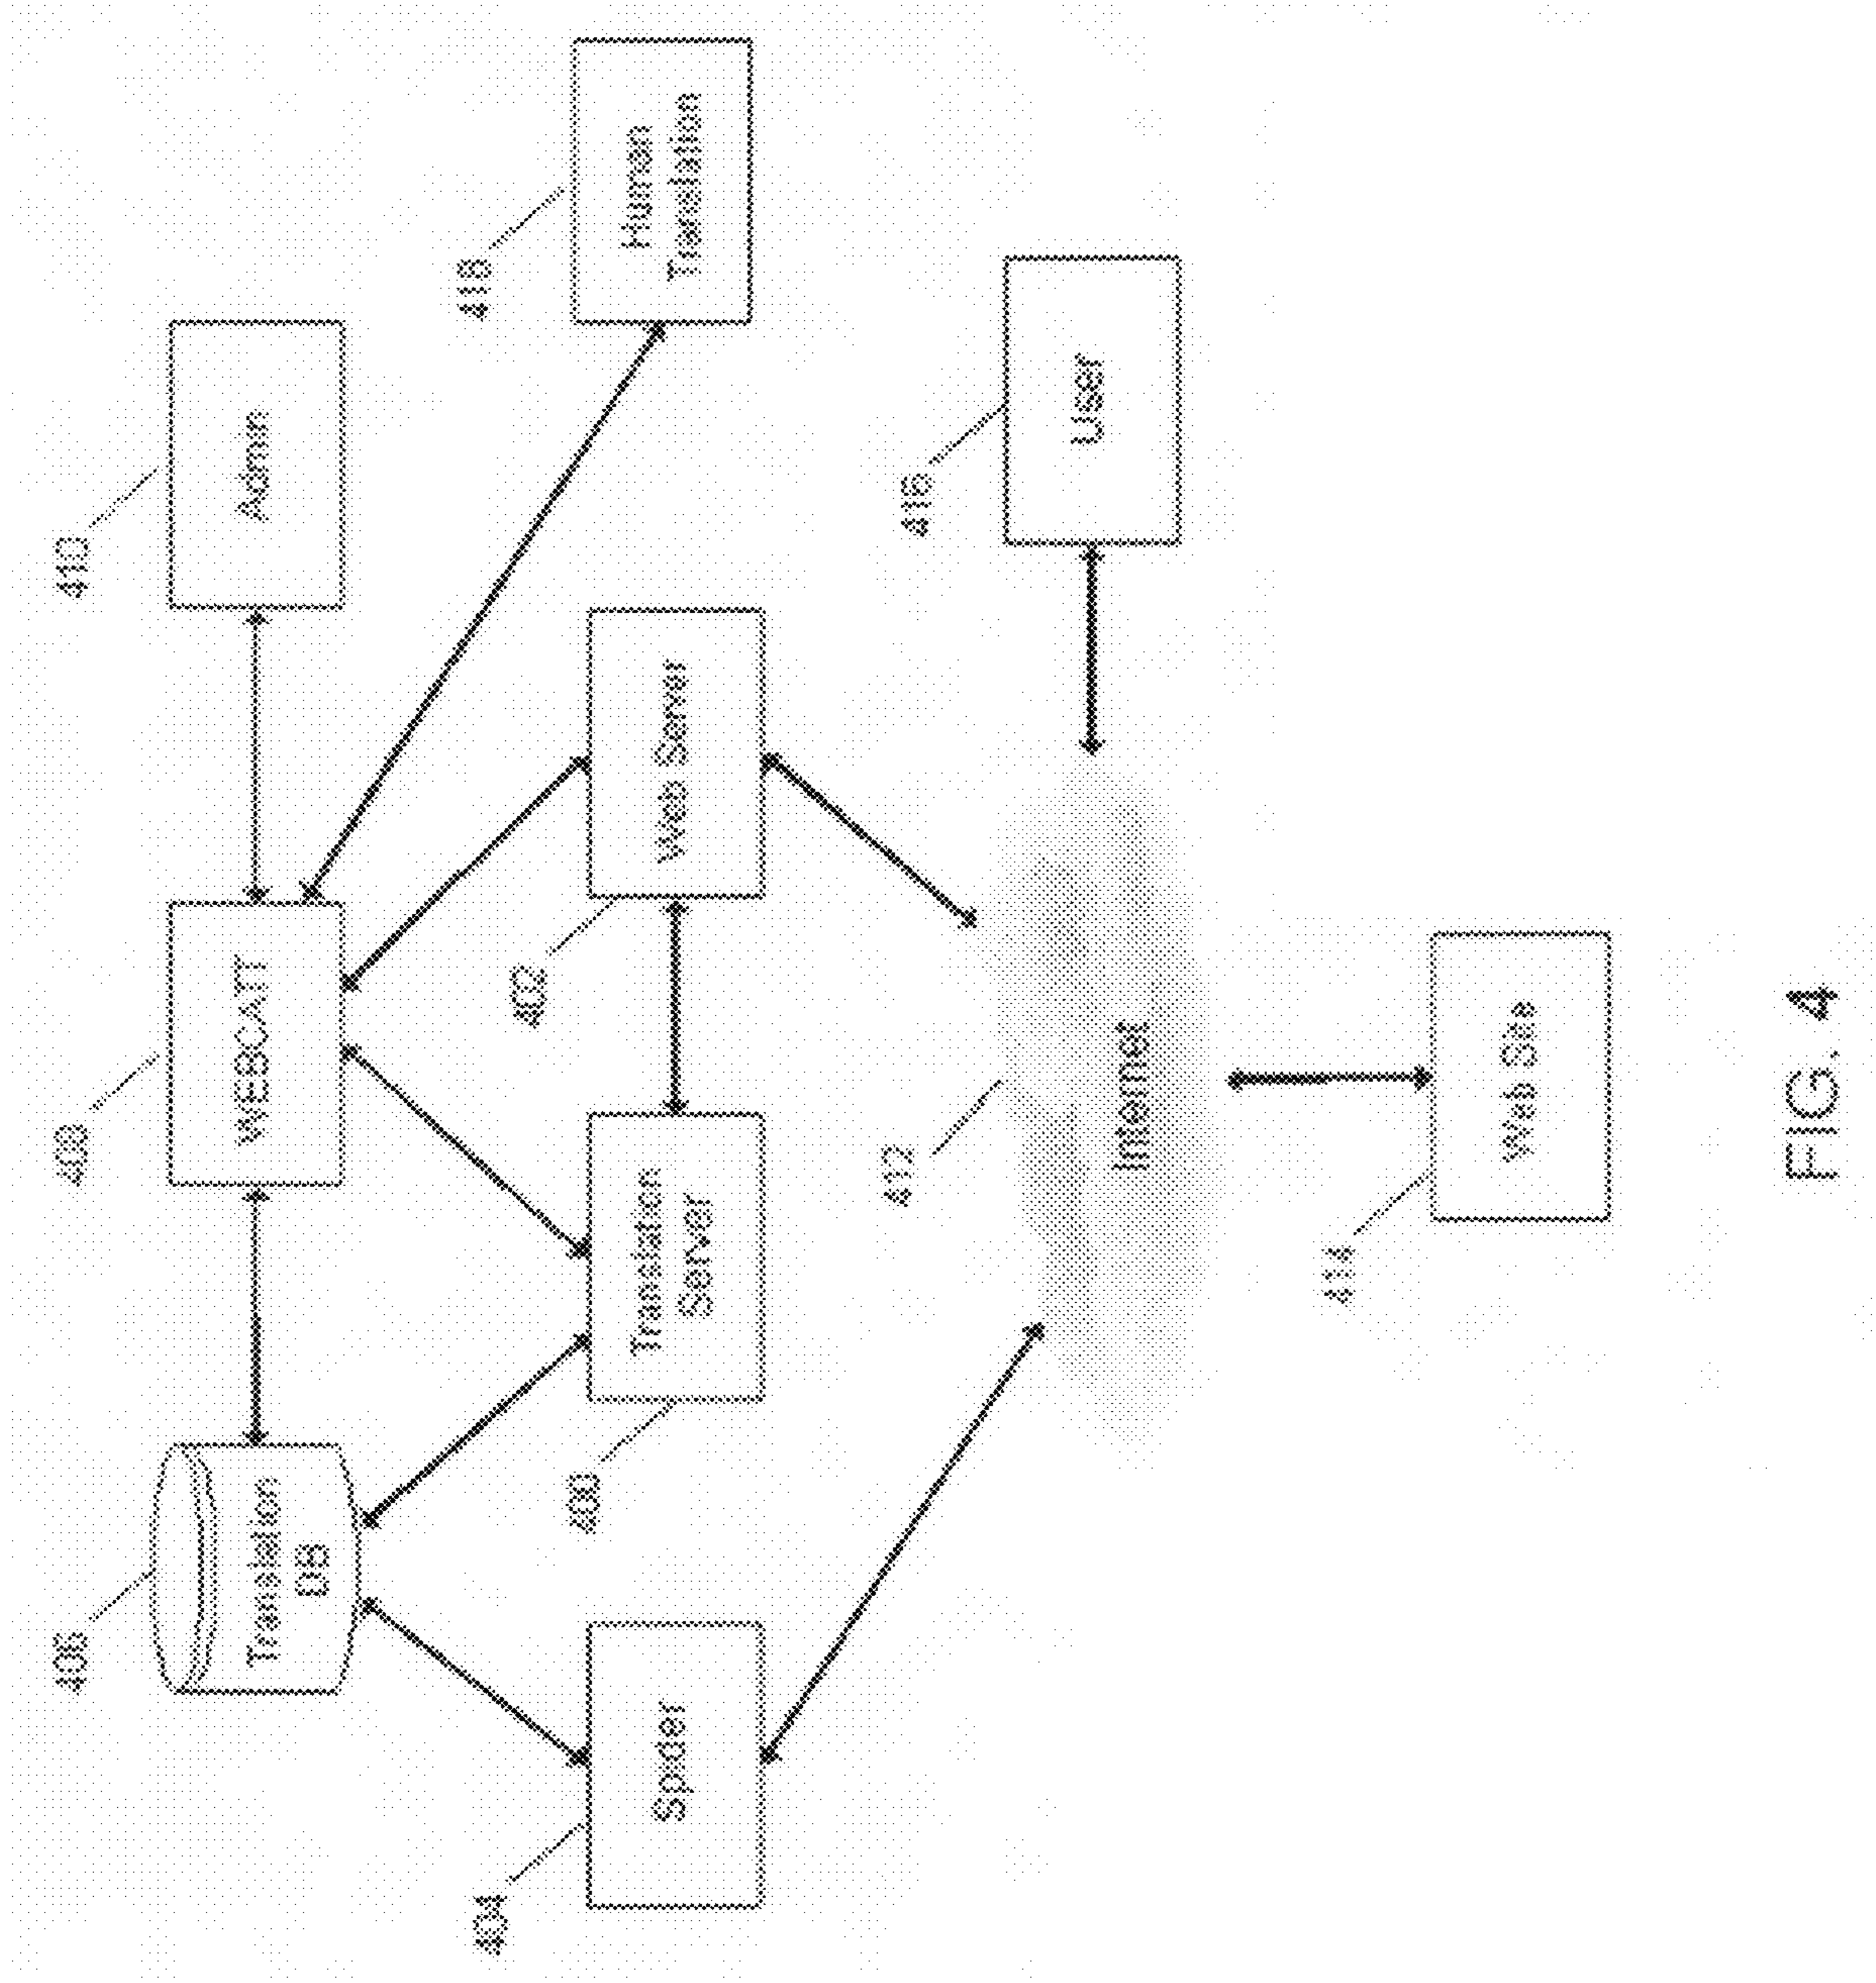 406
Translation
DB
408
WEBCATT
410
Admin
404
Spider
400
Translation
Server
402
Web Server
418
Human
Translation
412
Internet
416
User
414
Web Site
FIG. 4